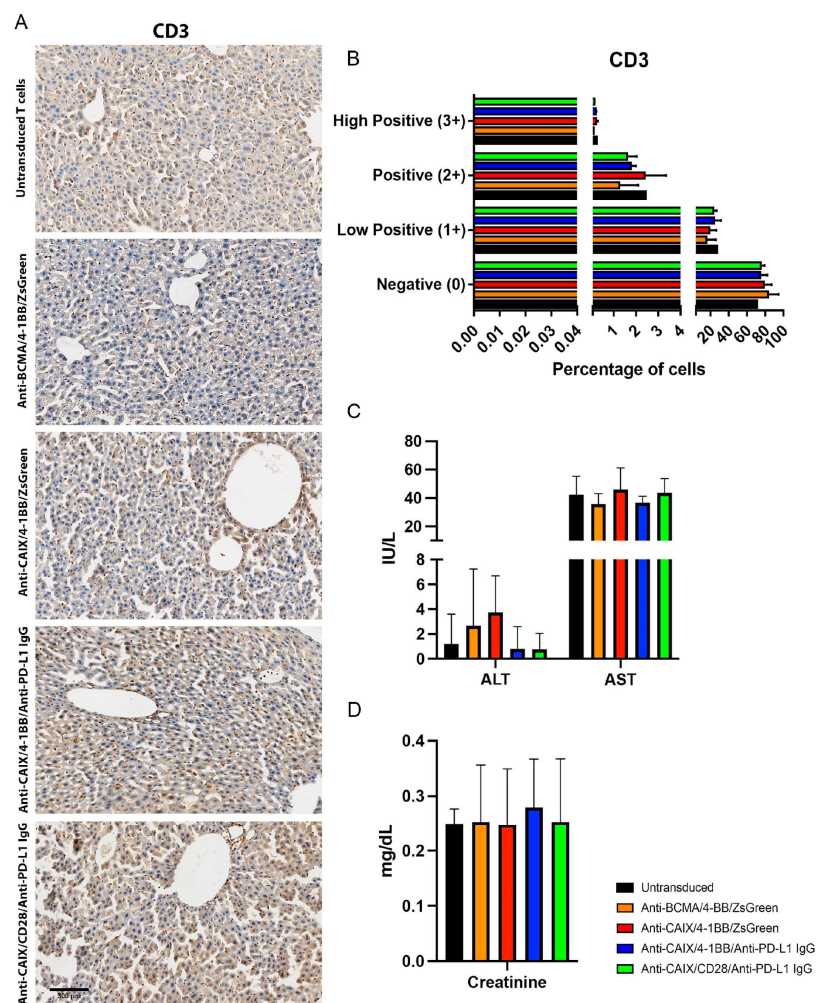 A
CD3
Untransduced T cells
Anti-BCMA/4-1BB/ZsGreen
Anti-CAIX/4-1BB/ZsGreen
Anti-CAIX/4-1BB/Anti-PD-L1 IgG
Anti-CAIX/CD28/Anti-PD-L1 IgG
300 µm
B
CD3
High Positive (3+)
Positive (2+)
Low Positive (1+)
Negative (0)
0.00 0.01 0.02 0.03 0.04 1 2 3 4 20 40 60 80 100
Percentage of cells
C
80
60
40
20
8
6
4
2
0
IU/L
ALT AST
D
0.4
0.3
0.2
0.1
0.0
mg/dL
Creatinine
Untransduced
Anti-BCMA/4-BB/ZsGreen
Anti-CAIX/4-1BB/ZsGreen
Anti-CAIX/4-1BB/Anti-PD-L1 IgG
Anti-CAIX/CD28/Anti-PD-L1 IgG